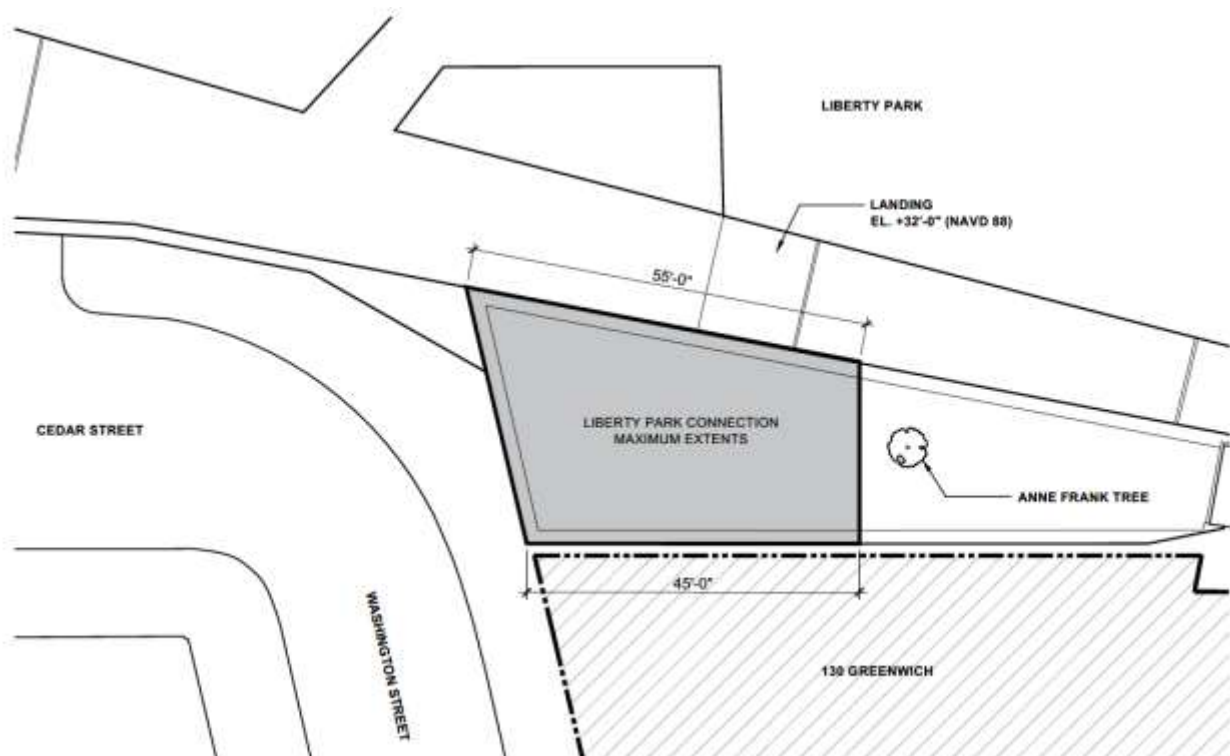 LIBERTY PARK
LANDING
EL. +32'-0" (NAVD 88)
55'-0"
LIBERTY PARK CONNECTION
MAXIMUM EXTENTS
CEDAR STREET
ANNE FRANK TREE
45'-0"
WASHINGTON STREET
130 GREENWICH